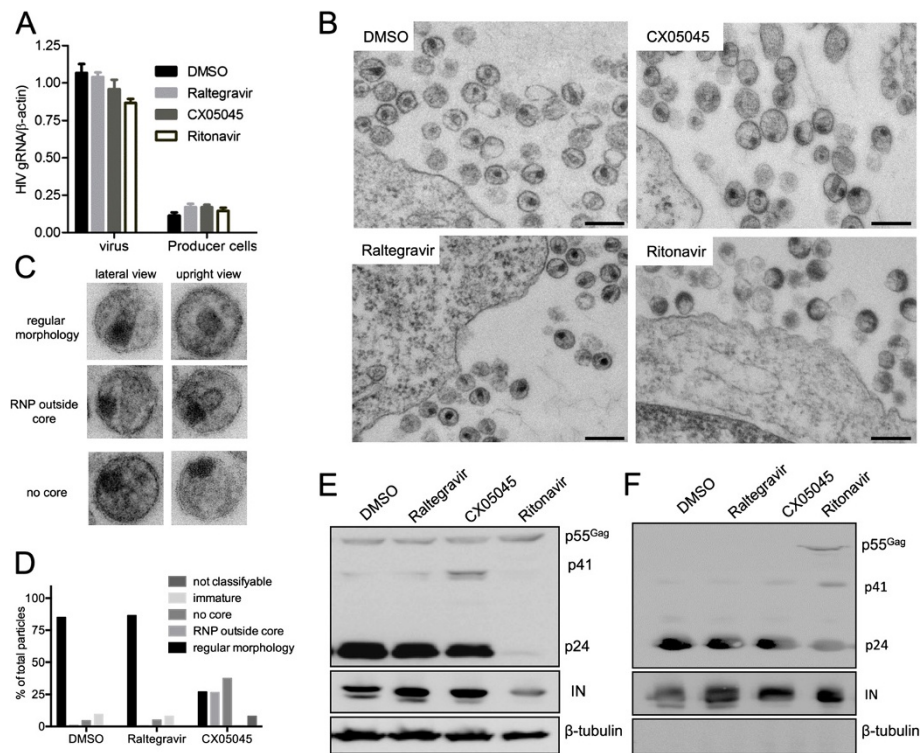 A
HIV gRNA/β-actin
1.25
1.00
0.75
0.50
0.25
0.00
DMSO
Raltegravir
CX05045
Ritonavir
virus
Producer cells
B
DMSO
CX05045
Raltegravir
Ritonavir
C
lateral view
upright view
regular
morphology
RNP outside
core
no core
D
% of total particles
100
75
50
25
0
not classifyable
immature
no core
RNP outside core
regular morphology
DMSO
Raltegravir
CX05045
E
DMSO
Raltegravir
CX05045
Ritonavir
p55Gag
p41
p24
IN
β-tubulin
F
DMSO
Raltegravir
CX05045
Ritonavir
p55Gag
p41
p24
IN
β-tubulin